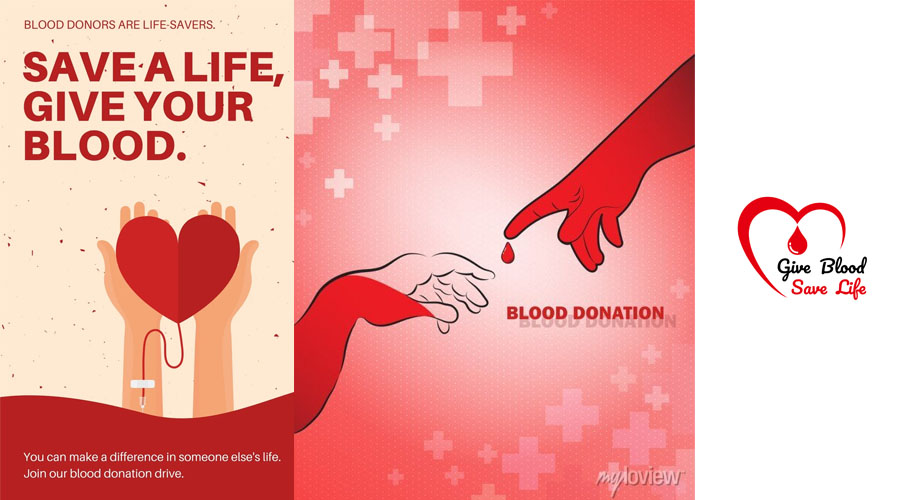 BLOOD DONORS ARE LIFE-SAVERS.
SAVE A LIFE,
GIVE YOUR
BLOOD.
You can make a difference in someone else's life.
Join our blood donation drive.
BLOOD DONATION
BLOOD DONATION
myloview
Give Blood
Save Life